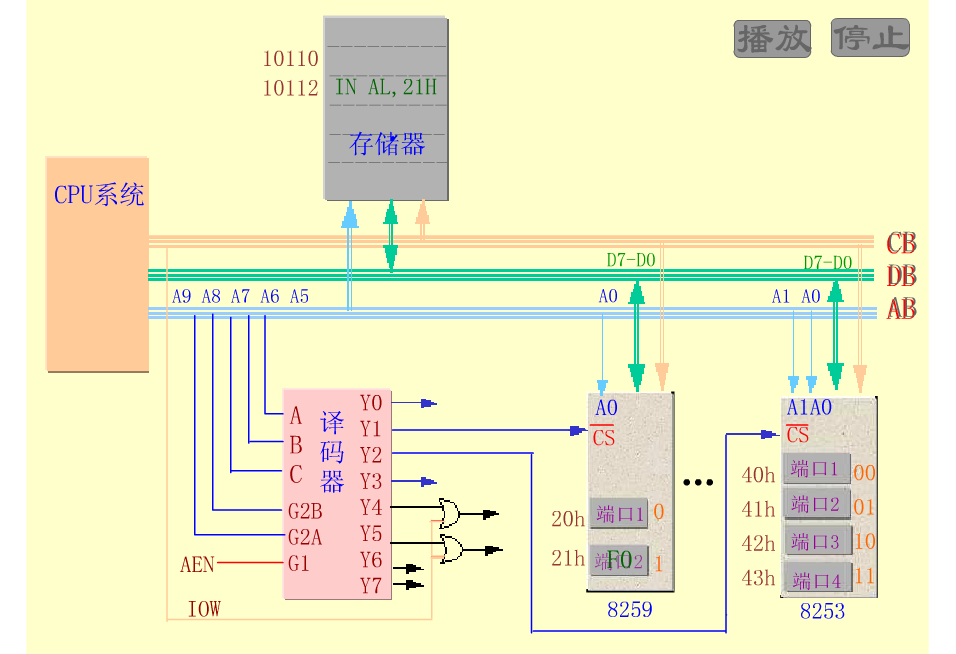 播放 停止
10110
10112 IN AL,21H
存储器
CPU系统
CB
D7-D0 D7-D0
DB
A9 A8 A7 A6 A5 A0 A1 A0
AB
译码器
A
B
C
G2B
G2A
AEN G1
IOW
Y0
Y1
Y2
Y3
Y4
Y5
Y6
Y7
A0
CS
20h 端口1 0
21h 端口2 F0 1
8259
•••
A1A0
CS
40h 端口1 00
41h 端口2 01
42h 端口3 10
43h 端口4 11
8253